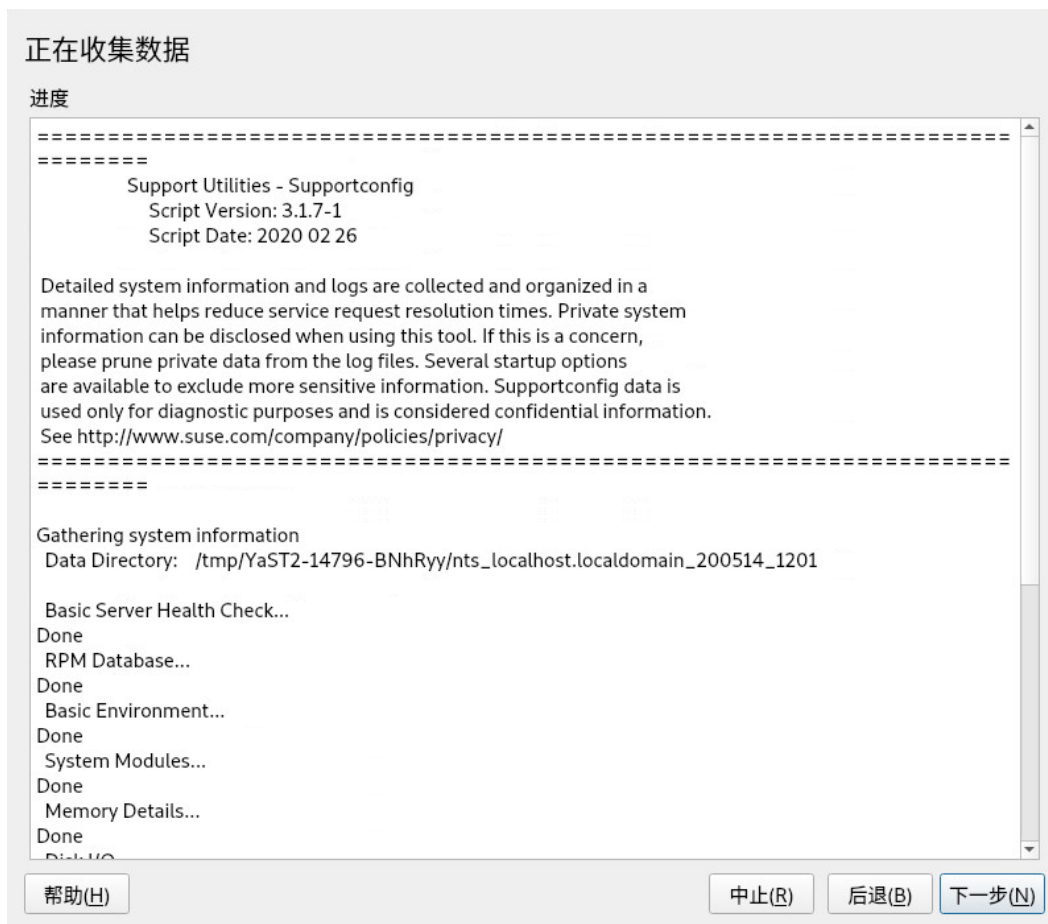 正在收集数据
进度
=====================================================================
========
Support Utilities - Supportconfig
Script Version: 3.1.7-1
Script Date: 2020 02 26
Detailed system information and logs are collected and organized in a
manner that helps reduce service request resolution times. Private system
information can be disclosed when using this tool. If this is a concern,
please prune private data from the log files. Several startup options
are available to exclude more sensitive information. Supportconfig data is
used only for diagnostic purposes and is considered confidential information.
See http://www.suse.com/company/policies/privacy/
=====================================================================
========
Gathering system information
Data Directory: /tmp/YaST2-14796-BNhRyy/nts_localhost.localdomain_200514_1201
Basic Server Health Check...
Done
RPM Database...
Done
Basic Environment...
Done
System Modules...
Done
Memory Details...
Done
Disk I/O
帮助(H)
中止(R)
后退(B)
下一步(N)